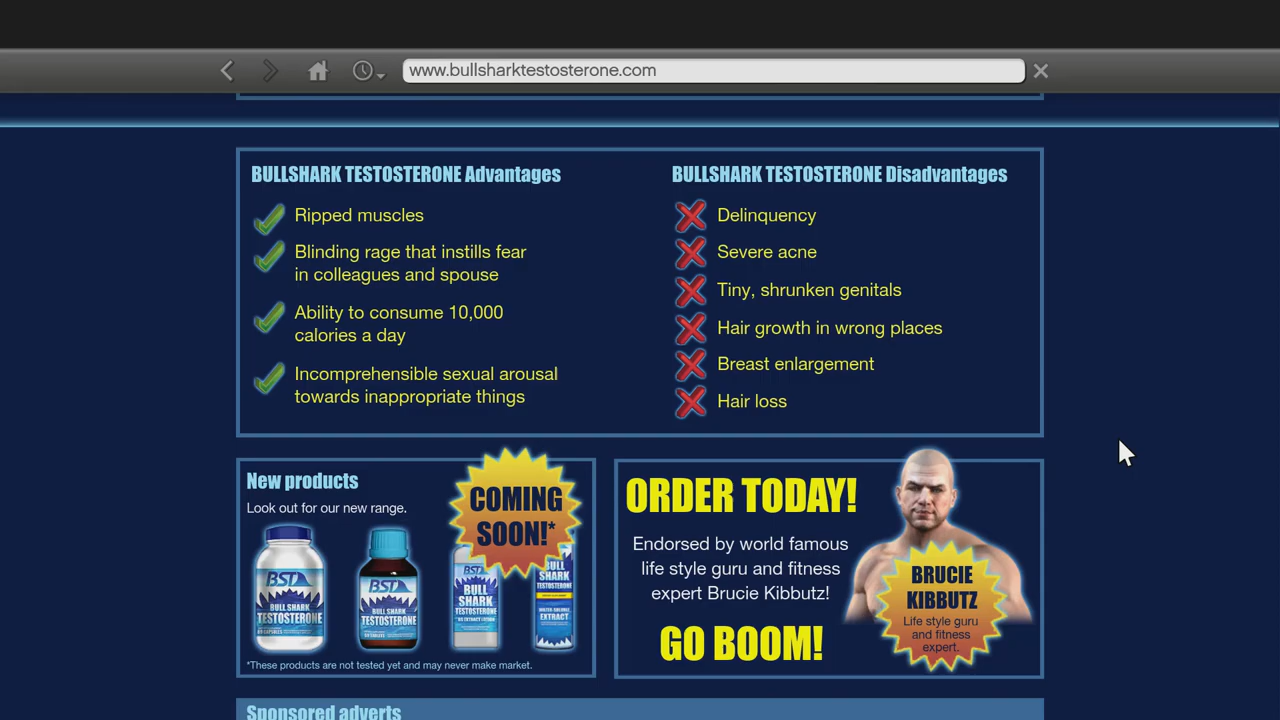 www.bullsharktestosterone.com
BULLSHARK TESTOSTERONE Advantages
Ripped muscles
Blinding rage that instills fear
in colleagues and spouse
Ability to consume 10,000
calories a day
Incomprehensible sexual arousal
towards inappropriate things
BULLSHARK TESTOSTERONE Disadvantages
Delinquency
Severe acne
Tiny, shrunken genitals
Hair growth in wrong places
Breast enlargement
Hair loss
New products
Look out for our new range.
COMING
SOON!*
BST
BULL SHARK
TESTOSTERONE
CAPSULES
BST
BULL SHARK
TESTOSTERONE
BULL
SHARK
TESTOSTERONE
BULL
SHARK
TESTOSTERONE
EXTRACT
*These products are not tested yet and may never make market.
ORDER TODAY!
Endorsed by world famous
life style guru and fitness
expert Brucie Kibbutz!
GO BOOM!
BRUCIE
KIBBUTZ
Life style guru
and fitness
expert.
Sponsored adverts